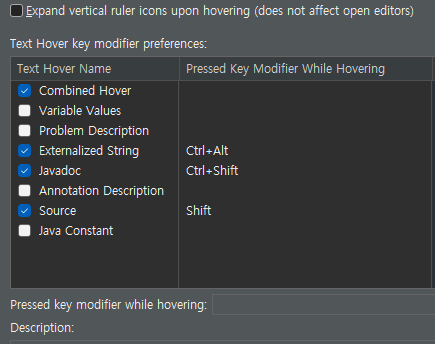 Expand vertical ruler icons upon hovering (does not affect open editors)
Text Hover key modifier preferences:
Text Hover Name Pressed Key Modifier While Hovering
Combined Hover
Variable Values
Problem Description
Externalized String Ctrl+Alt
Javadoc Ctrl+Shift
Annotation Description
Source Shift
Java Constant
Pressed key modifier while hovering:
Description: